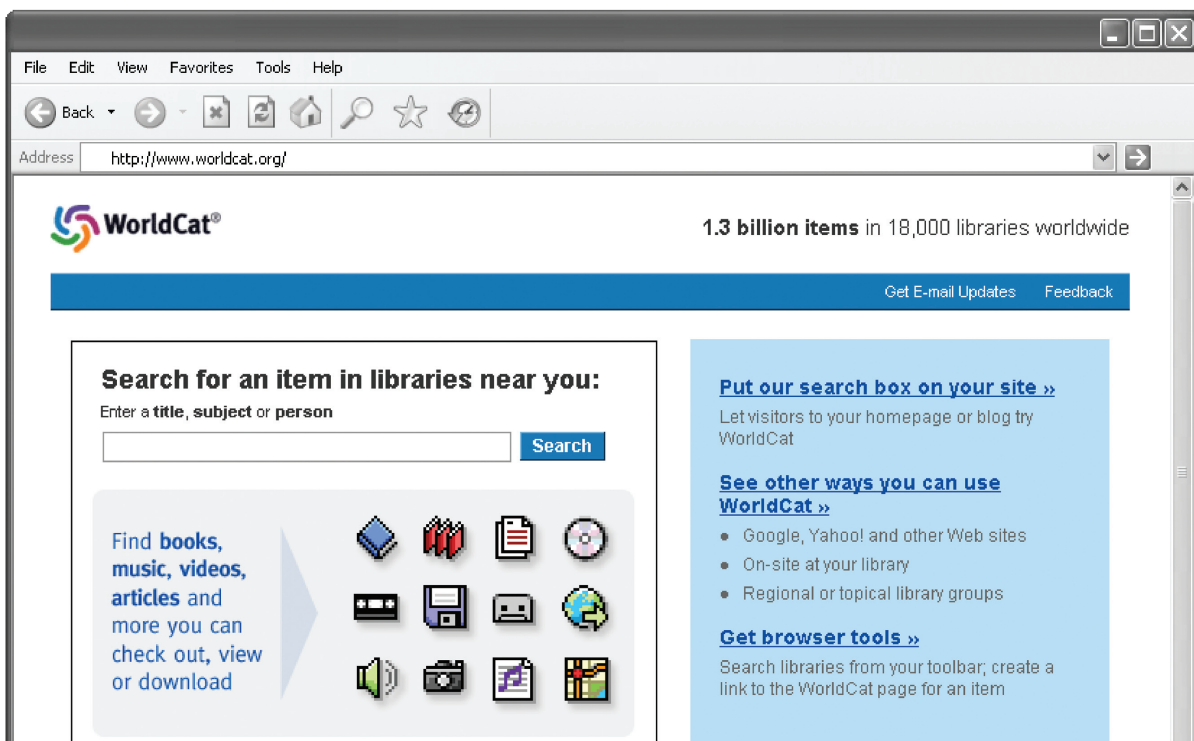 File Edit View Favorites Tools Help
Back
Address http://www.worldcat.org/
WorldCat®
1.3 billion items in 18,000 libraries worldwide
Get E-mail Updates Feedback
Search for an item in libraries near you:
Enter a title, subject or person
Search
Find books,
music, videos,
articles and
more you can
check out, view
or download
Put our search box on your site »
Let visitors to your homepage or blog try
WorldCat
See other ways you can use
WorldCat »
• Google, Yahoo! and other Web sites
• On-site at your library
• Regional or topical library groups
Get browser tools »
Search libraries from your toolbar; create a
link to the WorldCat page for an item